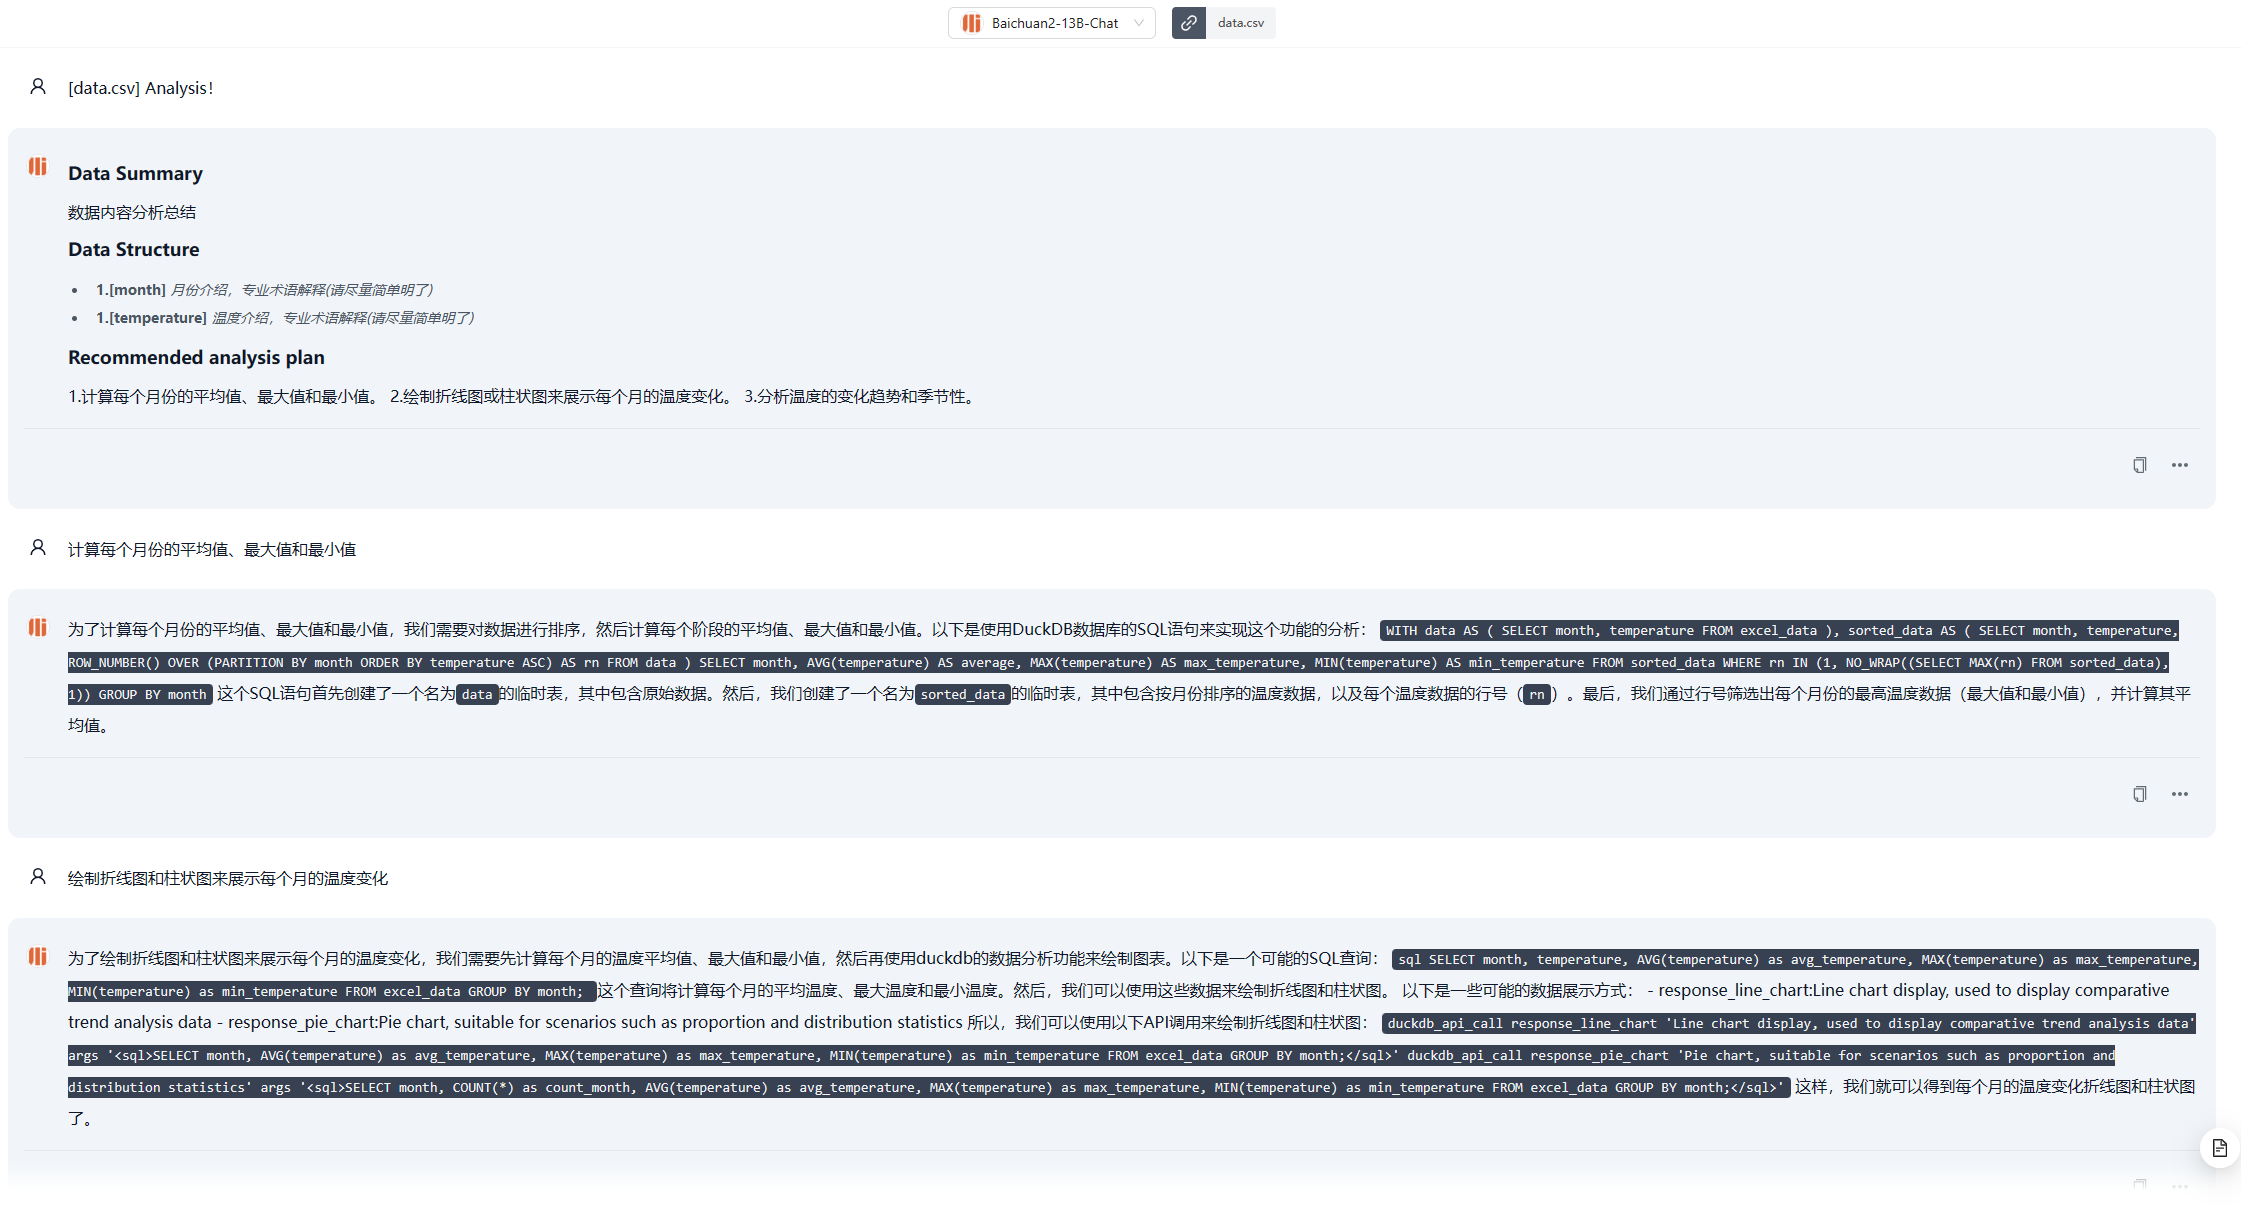 Baichuan2-13B-Chat
data.csv
[data.csv] Analysis!
Data Summary
数据内容分析总结
Data Structure
• 1.[month] 月份介绍，专业术语解释(请尽量简单明了)
• 1.[temperature] 温度介绍，专业术语解释(请尽量简单明了)
Recommended analysis plan
1.计算每个月份的平均值、最大值和最小值。 2.绘制折线图或柱状图来展示每个月的温度变化。 3.分析温度的变化趋势和季节性。
计算每个月份的平均值、最大值和最小值
为了计算每个月份的平均值、最大值和最小值，我们需要对数据进行排序，然后计算每个阶段的平均值、最大值和最小值。以下是使用DuckDB数据库的SQL语句来实现这个功能的分析： WITH data AS ( SELECT month, temperature FROM excel_data ), sorted_data AS ( SELECT month, temperature,
ROW_NUMBER() OVER (PARTITION BY month ORDER BY temperature ASC) AS rn FROM data ) SELECT month, AVG(temperature) AS average, MAX(temperature) AS max_temperature, MIN(temperature) AS min_temperature FROM sorted_data WHERE rn IN (1, NO_WRAP((SELECT MAX(rn) FROM sorted_data),
1)) GROUP BY month 这个SQL语句首先创建了一个名为data的临时表，其中包含原始数据。然后，我们创建了一个名为sorted_data的临时表，其中包含按月份排序的温度数据，以及每个温度数据的行号（rn）。最后，我们通过行号筛选出每个月份的最高温度数据（最大值和最小值），并计算其平
均值。
绘制折线图和柱状图来展示每个月的温度变化
为了绘制折线图和柱状图来展示每个月的温度变化，我们需要先计算每个月的温度平均值、最大值和最小值，然后再使用duckdb的数据分析功能来绘制图表。以下是一个可能的SQL查询： sql SELECT month, temperature, AVG(temperature) as avg_temperature, MAX(temperature) as max_temperature,
MIN(temperature) as min_temperature FROM excel_data GROUP BY month; 这个查询将计算每个月的平均温度、最大温度和最小温度。然后，我们可以使用这些数据来绘制折线图和柱状图。 以下是一些可能的数据展示方式： - response_line_chart:Line chart display, used to display comparative
trend analysis data - response_pie_chart:Pie chart, suitable for scenarios such as proportion and distribution statistics 所以，我们可以使用以下API调用来绘制折线图和柱状图： duckdb_api_call response_line_chart 'Line chart display, used to display comparative trend analysis data'
args '<sql>SELECT month, AVG(temperature) as avg_temperature, MAX(temperature) as max_temperature, MIN(temperature) as min_temperature FROM excel_data GROUP BY month;</sql>' duckdb_api_call response_pie_chart 'Pie chart, suitable for scenarios such as proportion and
distribution statistics' args '<sql>SELECT month, COUNT(*) as count_month, AVG(temperature) as avg_temperature, MAX(temperature) as max_temperature, MIN(temperature) as min_temperature FROM excel_data GROUP BY month;</sql>' 这样，我们就可以得到每个月的温度变化折线图和柱状图
了。